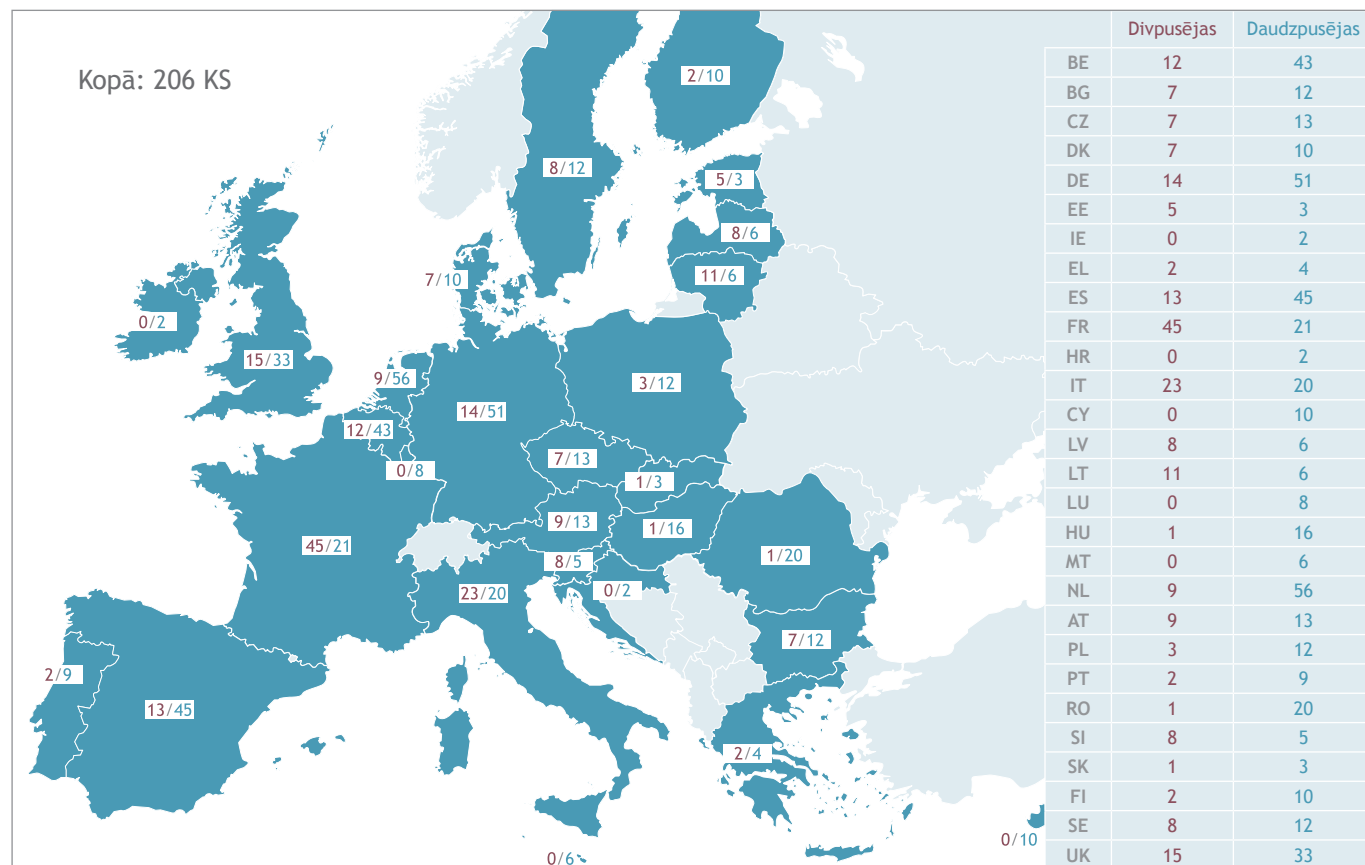 Kopā: 206 KS
2/10
8/12
5/3
8/6
11/6
7/10
0/2
15/33
9/56
3/12
14/51
12/43
0/8
7/13
1/3
9/13
1/16
45/21
8/5
1/20
23/20
0/2
7/12
2/9
13/45
2/4
0/10
0/6
Divpusējas Daudzpusējas
BE 12 43
BG 7 12
CZ 7 13
DK 7 10
DE 14 51
EE 5 3
IE 0 2
EL 2 4
ES 13 45
FR 45 21
HR 0 2
IT 23 20
CY 0 10
LV 8 6
LT 11 6
LU 0 8
HU 1 16
MT 0 6
NL 9 56
AT 9 13
PL 3 12
PT 2 9
RO 1 20
SI 8 5
SK 1 3
FI 2 10
SE 8 12
UK 15 33